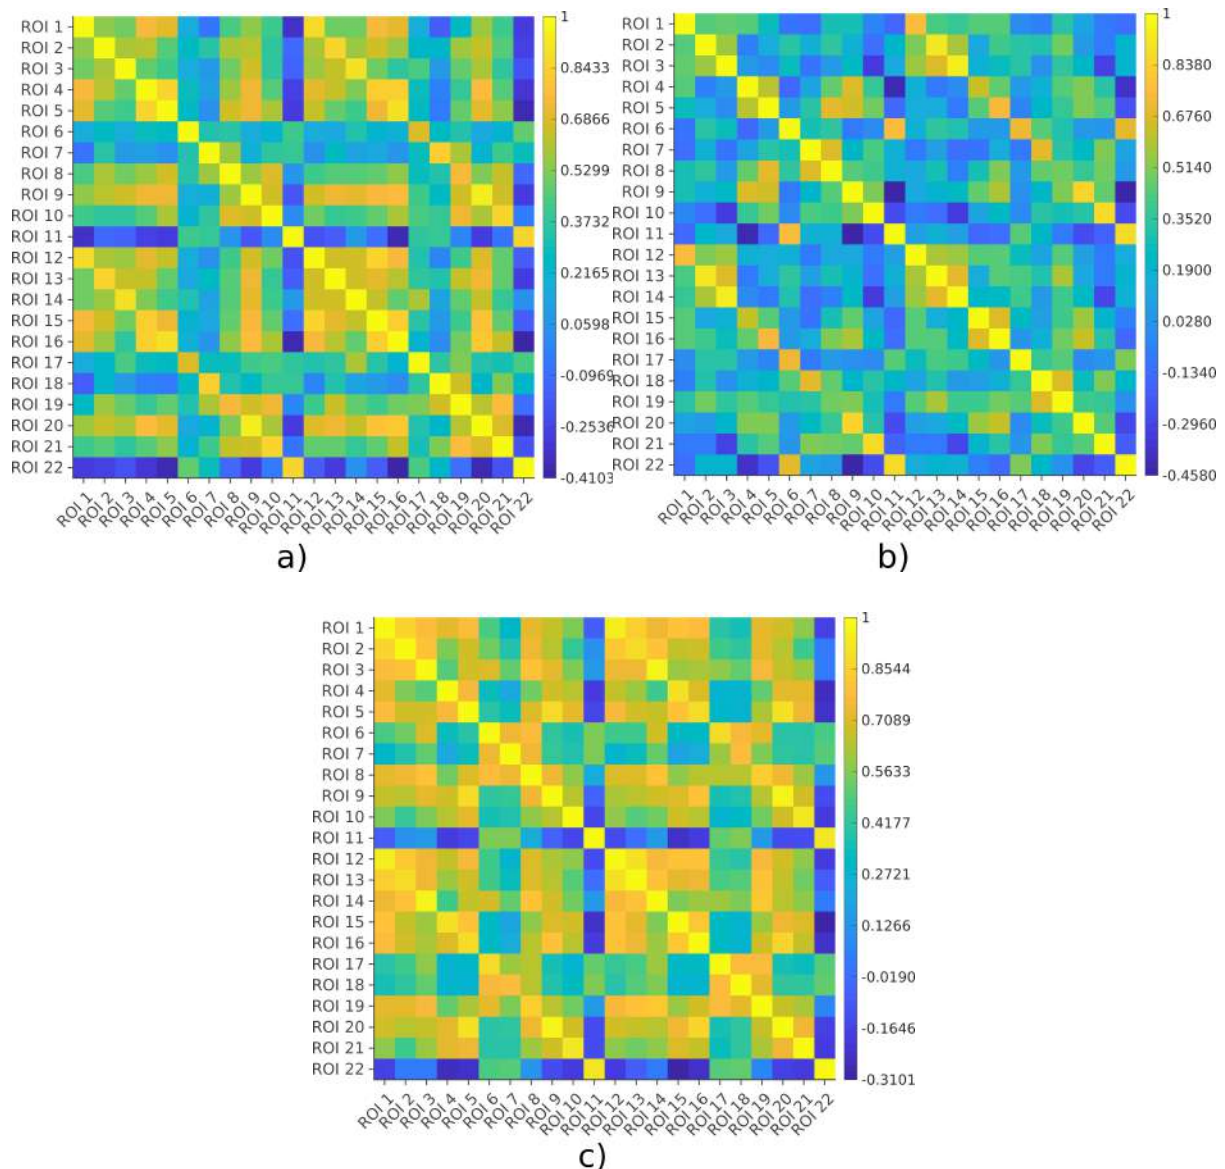 ROI 1
ROI 2
ROI 3
ROI 4
ROI 5
ROI 6
ROI 7
ROI 8
ROI 9
ROI 10
ROI 11
ROI 12
ROI 13
ROI 14
ROI 15
ROI 16
ROI 17
ROI 18
ROI 19
ROI 20
ROI 21
ROI 22
ROI 1 ROI 2 ROI 3 ROI 4 ROI 5 ROI 6 ROI 7 ROI 8 ROI 9 ROI 10 ROI 11 ROI 12 ROI 13 ROI 14 ROI 15 ROI 16 ROI 17 ROI 18 ROI 19 ROI 20 ROI 21 ROI 22
1
0.8433
0.6866
0.5299
0.3732
0.2165
0.0598
-0.0969
-0.2536
-0.4103
a)
ROI 1
ROI 2
ROI 3
ROI 4
ROI 5
ROI 6
ROI 7
ROI 8
ROI 9
ROI 10
ROI 11
ROI 12
ROI 13
ROI 14
ROI 15
ROI 16
ROI 17
ROI 18
ROI 19
ROI 20
ROI 21
ROI 22
ROI 1 ROI 2 ROI 3 ROI 4 ROI 5 ROI 6 ROI 7 ROI 8 ROI 9 ROI 10 ROI 11 ROI 12 ROI 13 ROI 14 ROI 15 ROI 16 ROI 17 ROI 18 ROI 19 ROI 20 ROI 21 ROI 22
1
0.8380
0.6760
0.5140
0.3520
0.1900
0.0280
-0.1340
-0.2960
-0.4580
b)
ROI 1
ROI 2
ROI 3
ROI 4
ROI 5
ROI 6
ROI 7
ROI 8
ROI 9
ROI 10
ROI 11
ROI 12
ROI 13
ROI 14
ROI 15
ROI 16
ROI 17
ROI 18
ROI 19
ROI 20
ROI 21
ROI 22
ROI 1 ROI 2 ROI 3 ROI 4 ROI 5 ROI 6 ROI 7 ROI 8 ROI 9 ROI 10 ROI 11 ROI 12 ROI 13 ROI 14 ROI 15 ROI 16 ROI 17 ROI 18 ROI 19 ROI 20 ROI 21 ROI 22
1
0.8544
0.7089
0.5633
0.4177
0.2721
0.1266
-0.0190
-0.1646
-0.3101
c)